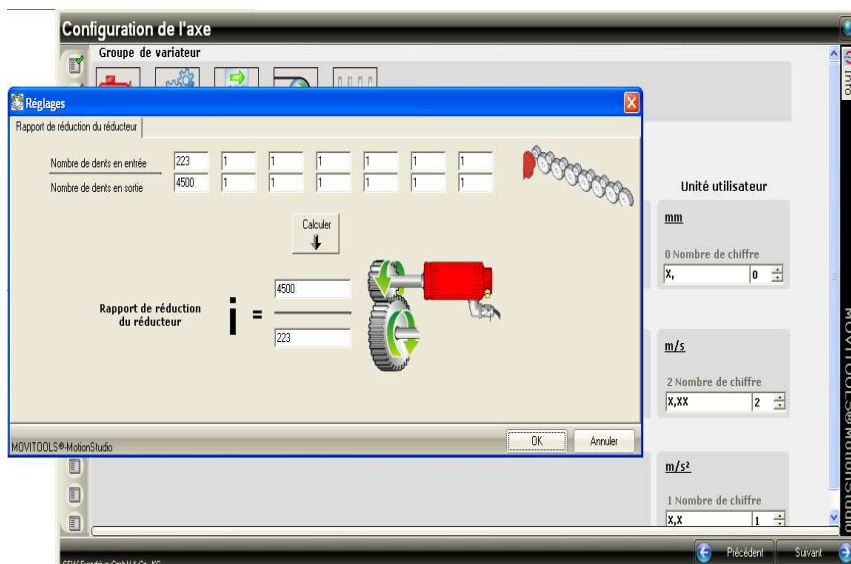 Configuration de l'axe
Groupe de variateur
Info
Réglages
Rapport de réduction du réducteur
Nombre de dents en entrée 223 1 1 1 1 1 1
Nombre de dents en sortie 4500 1 1 1 1 1 1
Calculer
Rapport de réduction
du réducteur
i = 4500
223
OK Annuler
MOVITOOLS®-MotionStudio
Unité utilisateur
mm
0 Nombre de chiffre
X, 0
m/s
2 Nombre de chiffre
X,XX 2
m/s²
1 Nombre de chiffre
X,X 1
MOVITOOLS® MotionStudio
Précédent Suivant